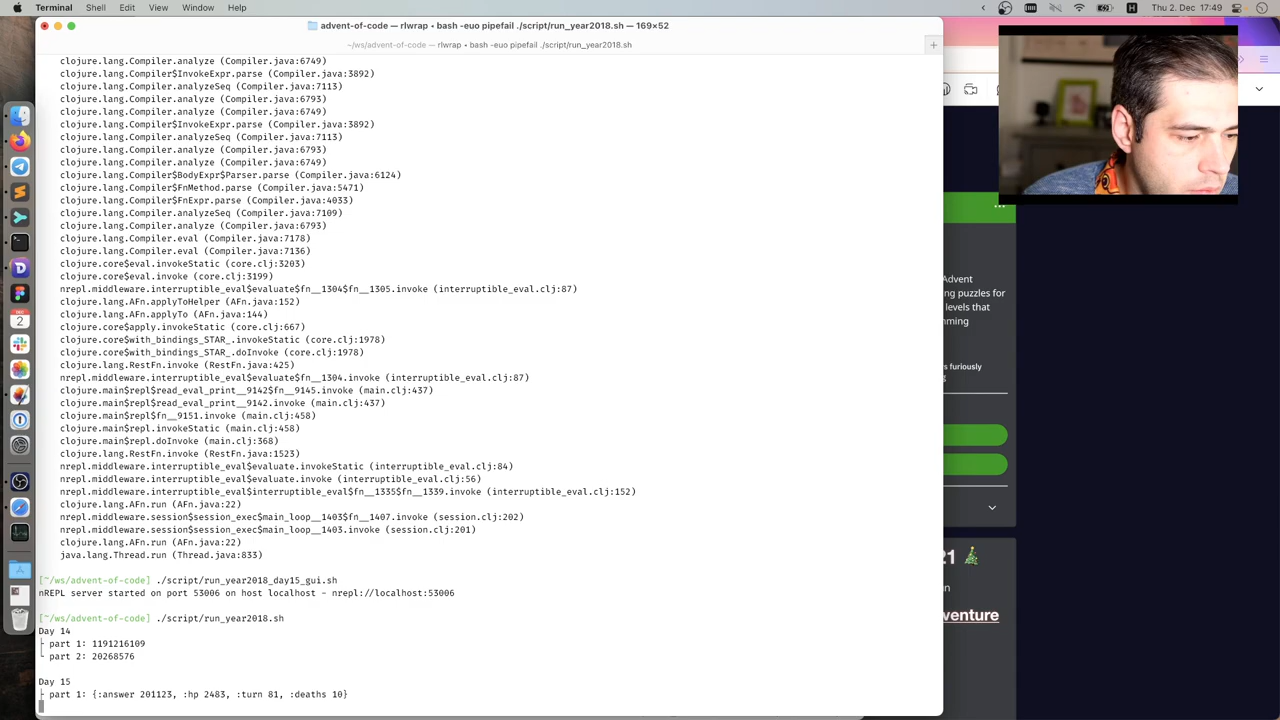 Terminal Shell Edit View Window Help
Thu 2. Dec 17:49
advent-of-code — rlwrap • bash -euo pipefail ./script/run_year2018.sh — 169×52
~/ws/advent-of-code — rlwrap • bash -euo pipefail ./script/run_year2018.sh
clojure.lang.Compiler.analyze (Compiler.java:6749)
clojure.lang.Compiler$InvokeExpr.parse (Compiler.java:3892)
clojure.lang.Compiler.analyzeSeq (Compiler.java:7113)
clojure.lang.Compiler.analyze (Compiler.java:6793)
clojure.lang.Compiler.analyze (Compiler.java:6749)
clojure.lang.Compiler$InvokeExpr.parse (Compiler.java:3892)
clojure.lang.Compiler.analyzeSeq (Compiler.java:7113)
clojure.lang.Compiler.analyze (Compiler.java:6793)
clojure.lang.Compiler.analyze (Compiler.java:6749)
clojure.lang.Compiler$BodyExpr$Parser.parse (Compiler.java:6124)
clojure.lang.Compiler$FnMethod.parse (Compiler.java:5471)
clojure.lang.Compiler$FnExpr.parse (Compiler.java:4033)
clojure.lang.Compiler.analyzeSeq (Compiler.java:7109)
clojure.lang.Compiler.analyze (Compiler.java:6793)
clojure.lang.Compiler.eval (Compiler.java:7178)
clojure.lang.Compiler.eval (Compiler.java:7136)
clojure.core$eval.invokeStatic (core.clj:3203)
clojure.core$eval.invoke (core.clj:3199)
nrepl.middleware.interruptible_eval$evaluate$fn__1304$fn__1305.invoke (interruptible_eval.clj:87)
clojure.lang.AFn.applyToHelper (AFn.java:152)
clojure.lang.AFn.applyTo (AFn.java:144)
clojure.core$apply.invokeStatic (core.clj:667)
clojure.core$with_bindings_STAR_.invokeStatic (core.clj:1978)
clojure.core$with_bindings_STAR_.doInvoke (core.clj:1978)
clojure.lang.RestFn.invoke (RestFn.java:425)
nrepl.middleware.interruptible_eval$evaluate$fn__1304.invoke (interruptible_eval.clj:87)
clojure.main$repl$read_eval_print__9142$fn__9145.invoke (main.clj:437)
clojure.main$repl$read_eval_print__9142.invoke (main.clj:437)
clojure.main$repl$fn__9151.invoke (main.clj:458)
clojure.main$repl.invokeStatic (main.clj:458)
clojure.main$repl.doInvoke (main.clj:368)
clojure.lang.RestFn.invoke (RestFn.java:1523)
nrepl.middleware.interruptible_eval$evaluate.invokeStatic (interruptible_eval.clj:84)
nrepl.middleware.interruptible_eval$evaluate.invoke (interruptible_eval.clj:56)
nrepl.middleware.interruptible_eval$interruptible_eval$fn__1335$fn__1339.invoke (interruptible_eval.clj:152)
clojure.lang.AFn.run (AFn.java:22)
nrepl.middleware.session$session_exec$main_loop__1403$fn__1407.invoke (session.clj:202)
nrepl.middleware.session$session_exec$main_loop__1403.invoke (session.clj:201)
clojure.lang.AFn.run (AFn.java:22)
java.lang.Thread.run (Thread.java:833)
[~/ws/advent-of-code] ./script/run_year2018_day15_gui.sh
nREPL server started on port 53006 on host localhost - nrepl://localhost:53006
[~/ws/advent-of-code] ./script/run_year2018.sh
Day 14
├ part 1: 1191216109
└ part 2: 20268576
Day 15
├ part 1: {:answer 201123, :hp 2483, :turn 81, :deaths 10}
Advent
ng puzzles for
levels that
mming
s furiously
21
n
venture
DEC
2